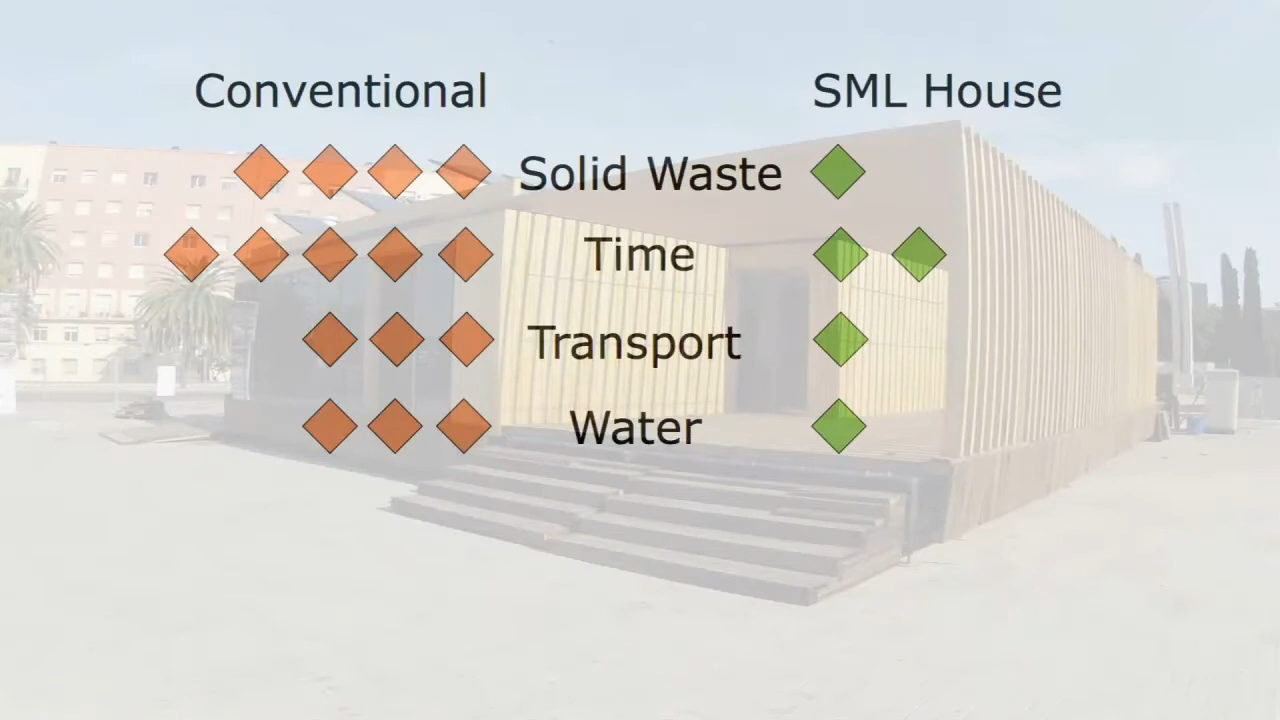 Conventional SML House
Solid Waste
Time
Transport
Water